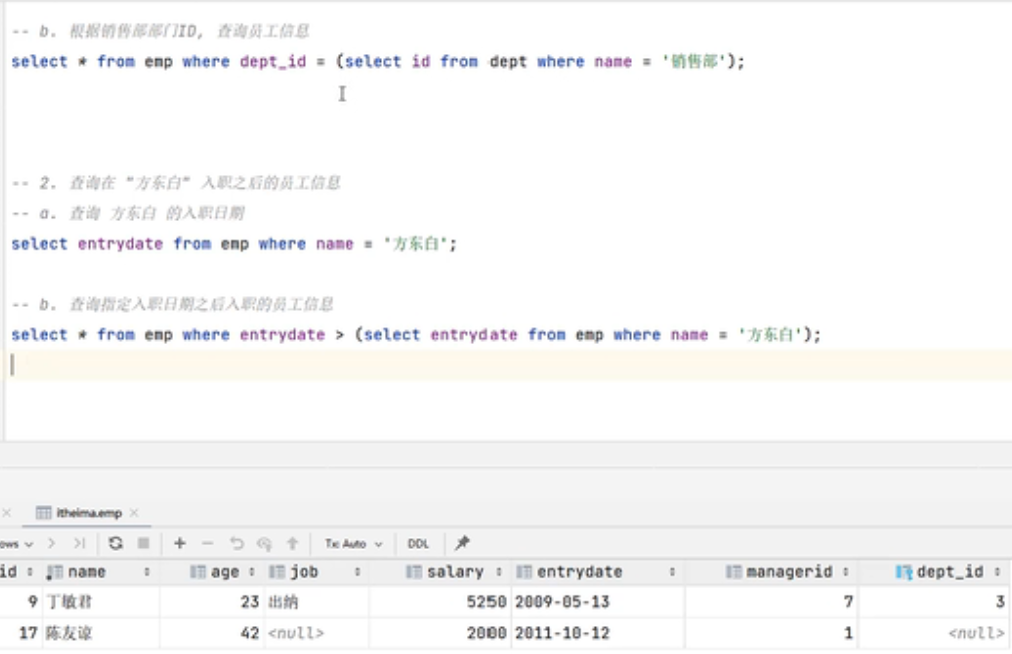 -- b. 根据销售部部门ID, 查询员工信息
select * from emp where dept_id = (select id from dept where name = '销售部');
-- 2. 查询在 "方东白" 入职之后的员工信息
-- a. 查询 方东白 的入职日期
select entrydate from emp where name = '方东白';
-- b. 查询指定入职日期之后入职的员工信息
select * from emp where entrydate > (select entrydate from emp where name = '方东白');
itheima.emp
ows Tx: Auto DDL
id name age job salary entrydate managerid dept_id
9 丁敏君 23 出纳 5250 2009-05-13 7 3
17 陈友谅 42 <null> 2000 2011-10-12 1 <null>